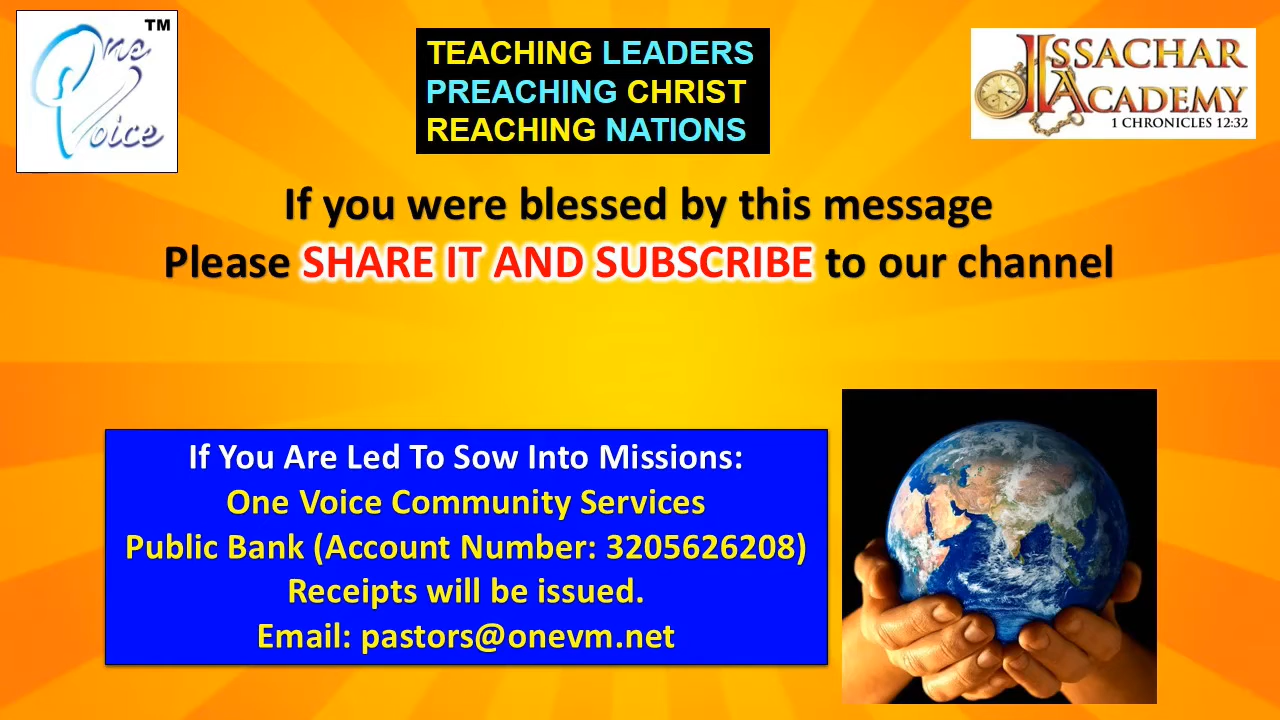 One Voice TM
TEACHING LEADERS
PREACHING CHRIST
REACHING NATIONS
ISSACHAR
ACADEMY
1 CHRONICLES 12:32
If you were blessed by this message
Please SHARE IT AND SUBSCRIBE to our channel
If You Are Led To Sow Into Missions:
One Voice Community Services
Public Bank (Account Number: 3205626208)
Receipts will be issued.
Email: pastors@onevm.net